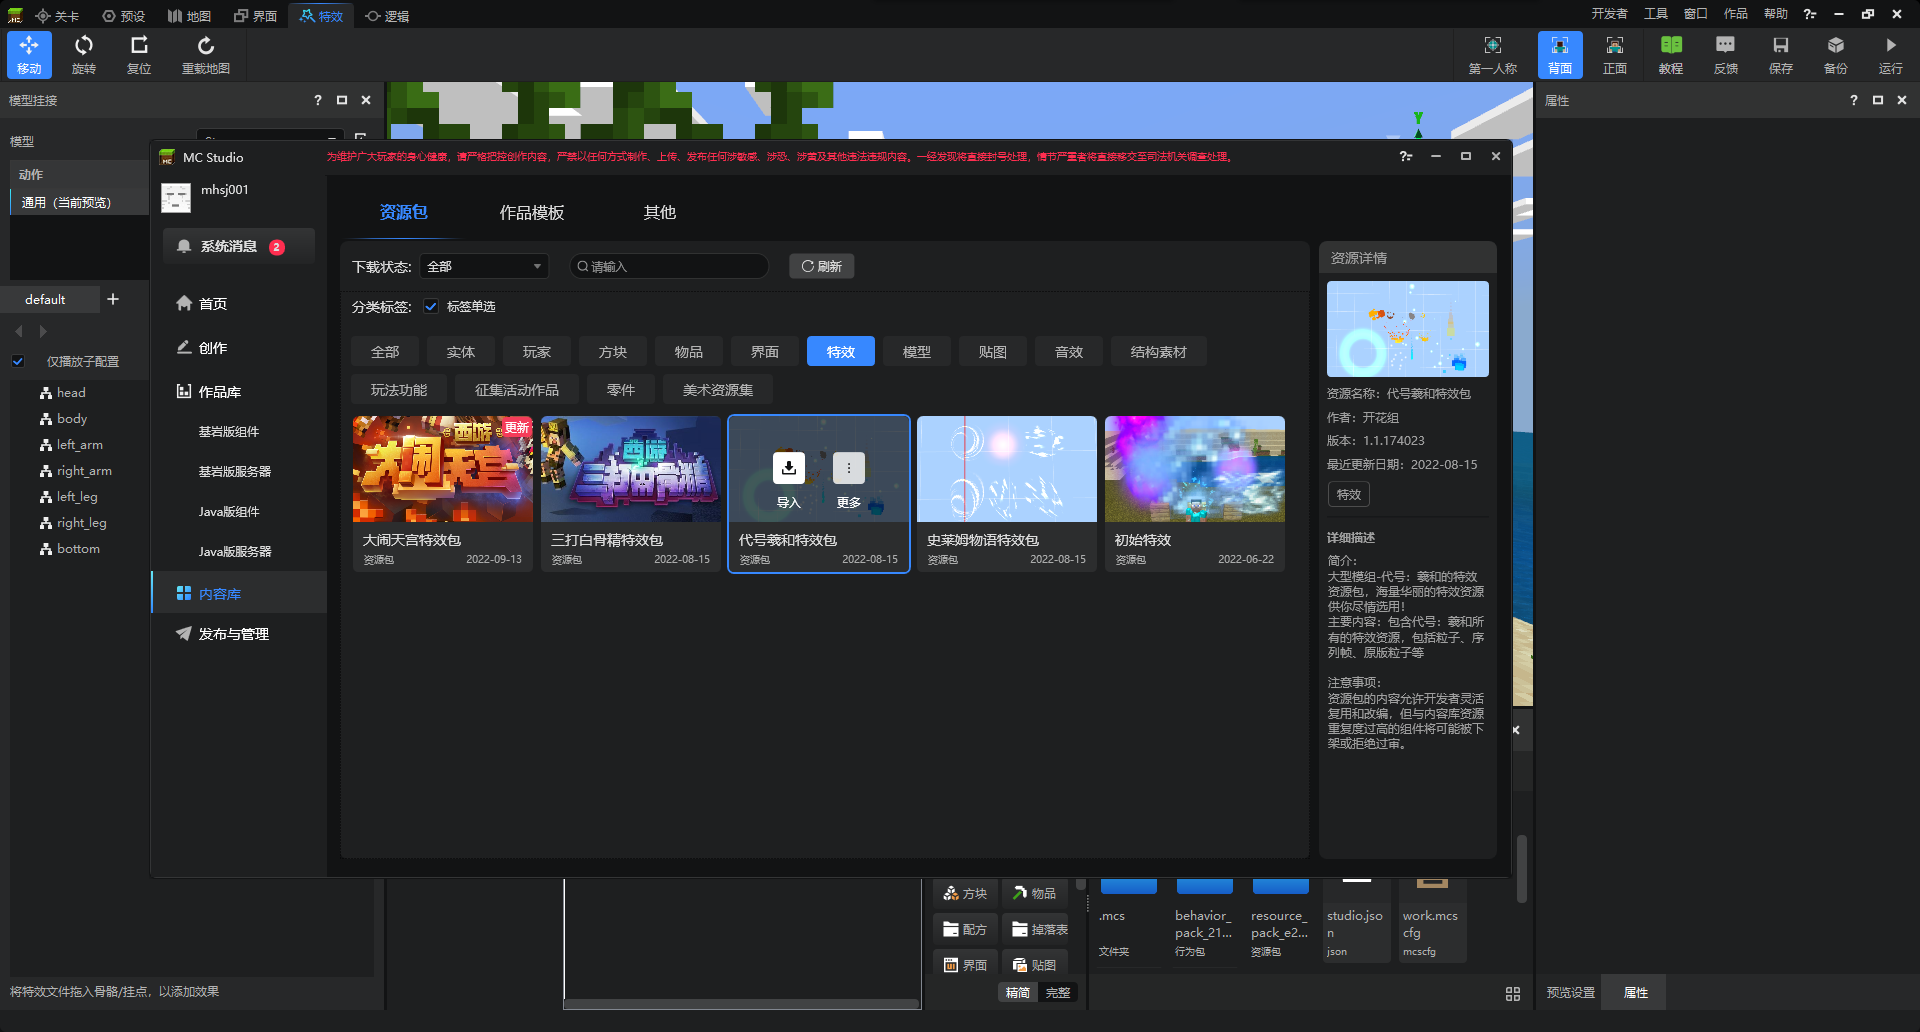 关卡 预设 地图 界面 特效 逻辑
开发者 工具 窗口 作品 帮助
移动 旋转 复位 重载地图
第一人称 背面 正面 教程 反馈 保存 备份 运行
模型挂接
属性
模型
动作
通用（当前预览）
default
仅播放子配置
head
body
left_arm
right_arm
left_leg
right_leg
bottom
将特效文件拖入骨骼/挂点，以添加效果
MC Studio
为维护广大玩家的身心健康，请严格把控创作内容，严禁以任何方式制作、上传、发布任何涉敏感、涉恐、涉黄及其他违法违规内容。一经发现将直接封号处理，情节严重者将直接移交至司法机关调查处理。
mhsj001
系统消息 2
首页
创作
作品库
基岩版组件
基岩版服务器
Java版组件
Java版服务器
内容库
发布与管理
资源包 作品模板 其他
下载状态: 全部 请输入 刷新
分类标签: 标签单选
全部 实体 玩家 方块 物品 界面 特效 模型 贴图 音效 结构素材
玩法功能 征集活动作品 零件 美术资源集
西游
大闹天宫
更新
大闹天宫特效包
资源包 2022-09-13
西游
三打白骨精
三打白骨精特效包
资源包 2022-08-15
导入 更多
代号羲和特效包
资源包 2022-08-15
史莱姆物语特效包
资源包 2022-08-15
初始特效
资源包 2022-06-22
资源详情
资源名称：代号羲和特效包
作者：开花组
版本：1.1.174023
最近更新日期：2022-08-15
特效
详细描述
简介：
大型模组-代号：羲和的特效
资源包，海量华丽的特效资源
供你尽情选用！
主要内容：包含代号：羲和所
有的特效资源，包括粒子、序
列帧、原版粒子等
注意事项：
资源包的内容允许开发者灵活
复用和改编，但与内容库资源
重复度过高的组件将可能被下
架或拒绝过审。
Y
方块 物品
配方 掉落表
界面 贴图
精简 完整
.mcs
文件夹
behavior_
pack_21...
行为包
resource_
pack_e2...
资源包
studio.jso
n
json
work.mcs
cfg
mcscfg
预览设置 属性